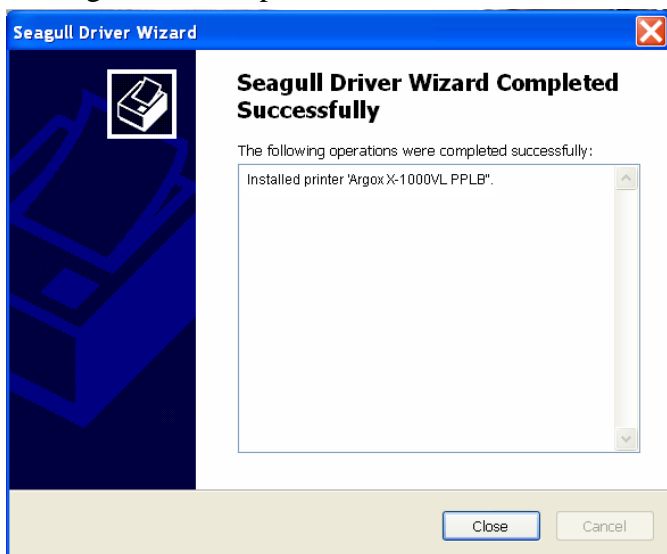 Seagull Driver Wizard
Seagull Driver Wizard Completed
Successfully
The following operations were completed successfully:
Installed printer 'Argox X-1000VL PPLB".
Close
Cancel